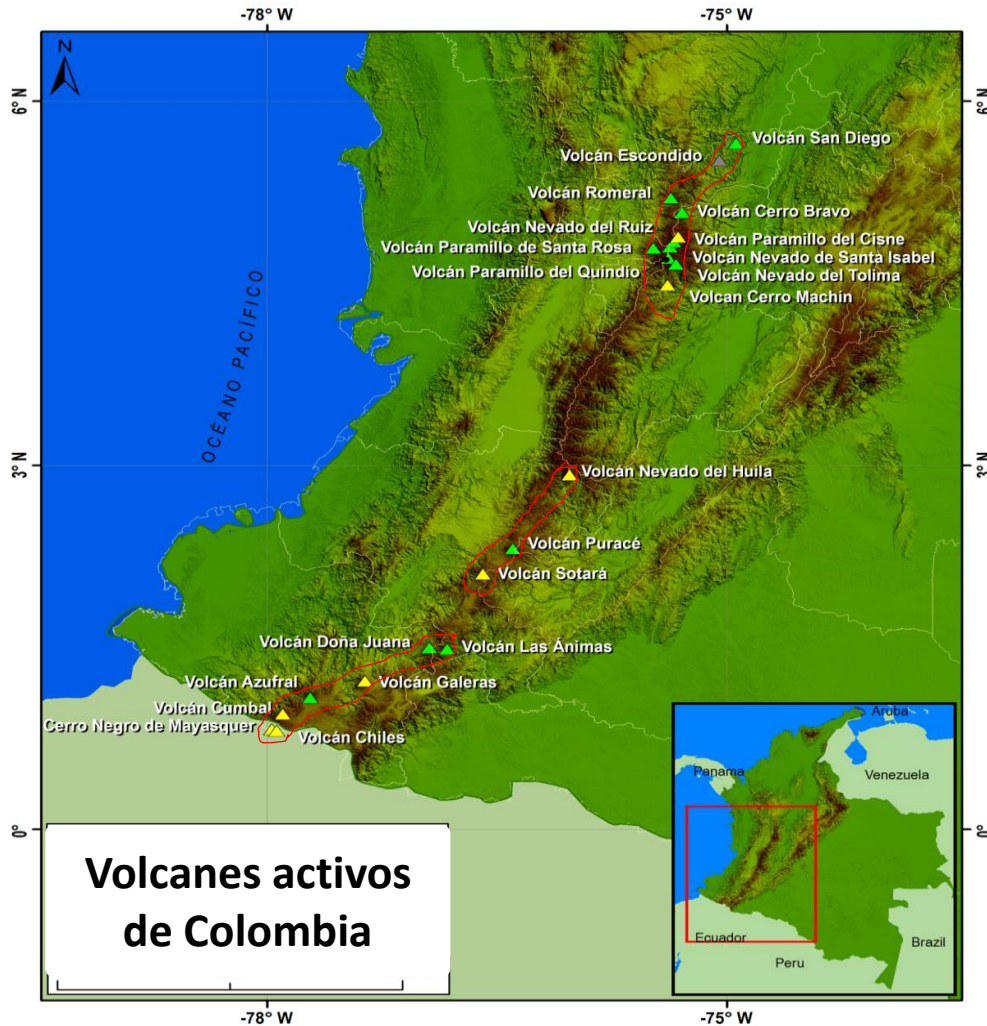 -78° W
-75° W
N
6° N
6° N
Volcán San Diego
Volcán Escondido
Volcán Romeral
Volcán Cerro Bravo
Volcán Nevado del Ruiz
Volcán Paramillo del Cisne
Volcán Paramillo de Santa Rosa
Volcán Nevado de Santa Isabel
Volcán Paramillo del Quindío
Volcán Nevado del Tolima
Volcan Cerro Machín
OCÉANO PACÍFICO
3° N
3° N
Volcán Nevado del Huila
Volcán Puracé
Volcán Sotará
Volcán Doña Juana
Volcán Las Ánimas
Volcán Azufral
Volcán Galeras
Volcán Cumbal
Cerro Negro de Mayasquer
Volcán Chiles
0°
0°
Aruba
Panama
Venezuela
Ecuador
Brazil
Peru
Volcanes activos
de Colombia
-78° W
-75° W